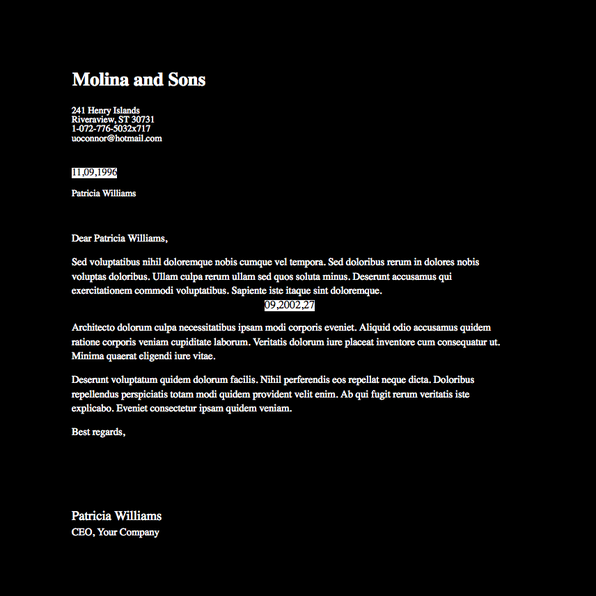 Molina and Sons
241 Henry Islands
Riveraview, ST 30731
1-072-776-5032x717
uoconnor@hotmail.com
11,09,1996
Patricia Williams
Dear Patricia Williams,
Sed voluptatibus nihil doloremque nobis cumque vel tempora. Sed doloribus rerum in dolores nobis
voluptas doloribus. Ullam culpa rerum ullam sed quos soluta minus. Deserunt accusamus qui
exercitationem commodi voluptatibus. Sapiente iste itaque sint doloremque.
09,2002,27
Architecto dolorum culpa necessitatibus ipsam modi corporis eveniet. Aliquid odio accusamus quidem
ratione corporis veniam cupiditate laborum. Veritatis dolorum iure placeat inventore cum consequatur ut.
Minima quaerat eligendi iure vitae.
Deserunt voluptatum quidem dolorum facilis. Nihil perferendis eos repellat neque dicta. Doloribus
repellendus perspiciatis totam modi quidem provident velit enim. Ab qui fugit rerum veritatis iste
explicabo. Eveniet consectetur ipsam quidem veniam.
Best regards,
Patricia Williams
CEO, Your Company